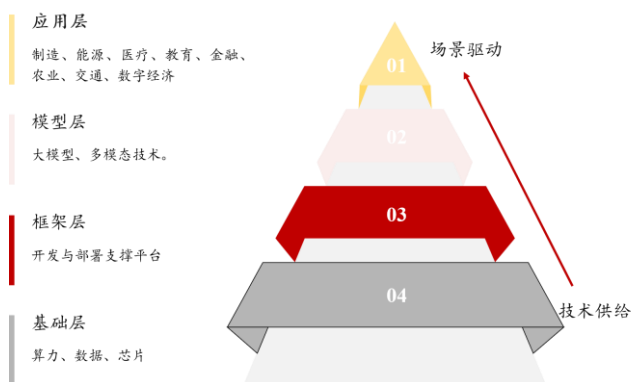 应用层
制造、能源、医疗、教育、金融、
农业、交通、数字经济
模型层
大模型、多模态技术。
框架层
开发与部署支撑平台
基础层
算力、数据、芯片
01
02
03
04
场景驱动
技术供给